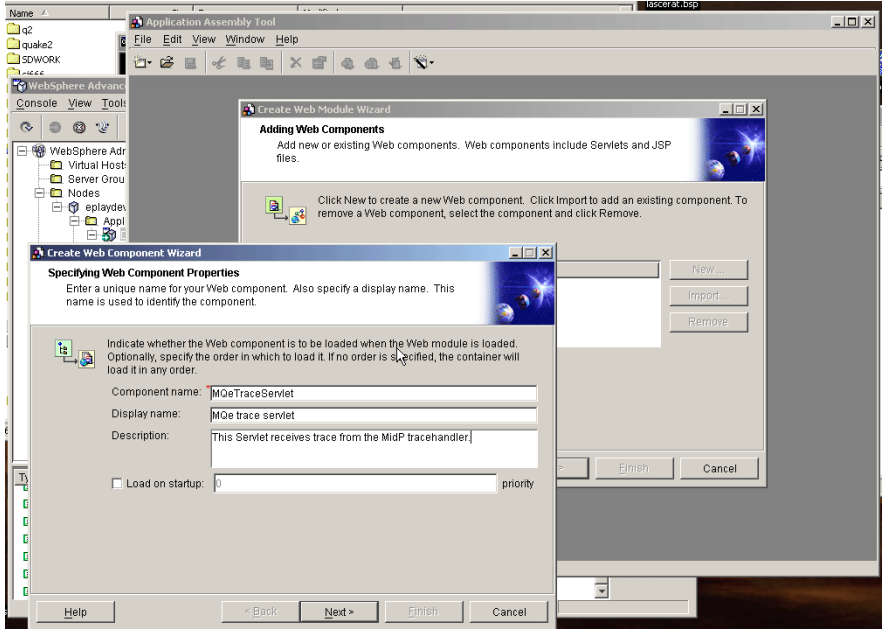 lascerat.bsp
Name
q2
quake2
SDWORK
Application Assembly Tool
File Edit View Window Help
WebSphere Advanc
Console View Tools
WebSphere Adr
Virtual Host
Server Grou
Nodes
eplaydev
Appl
Create Web Module Wizard
Adding Web Components
Add new or existing Web components. Web components include Servlets and JSP
files.
Click New to create a new Web component. Click Import to add an existing component. To
remove a Web component, select the component and click Remove.
New ...
Import ...
Remove
Finish
Cancel
Create Web Component Wizard
Specifying Web Component Properties
Enter a unique name for your Web component. Also specify a display name. This
name is used to identify the component.
Indicate whether the Web component is to be loaded when the Web module is loaded.
Optionally, specify the order in which to load it. If no order is specified, the container will
load it in any order.
Component name: *MQeTraceServlet
Display name: MQe trace servlet
Description: This Servlet receives trace from the MidP tracehandler.
Load on startup: 0 priority
Ty
Help < Back Next > Finish Cancel